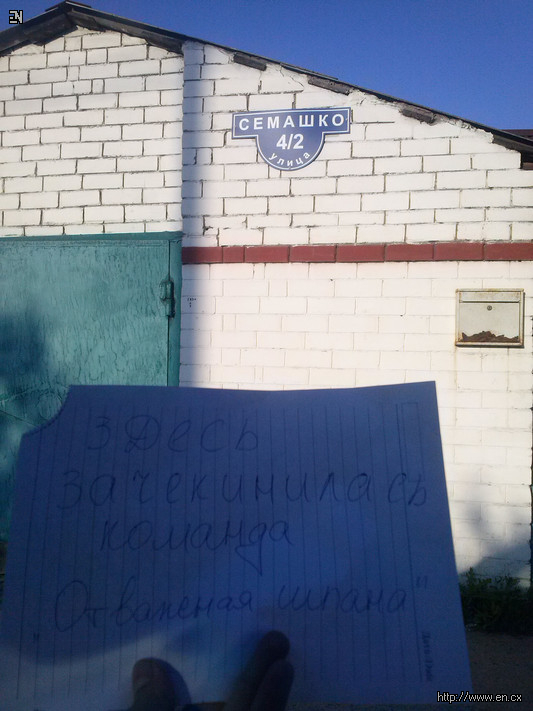 EN
СЕМАШКО
4/2
улица
Здесь
зачекинилась
команда
"Отважная шпана"
http://www.en.cx